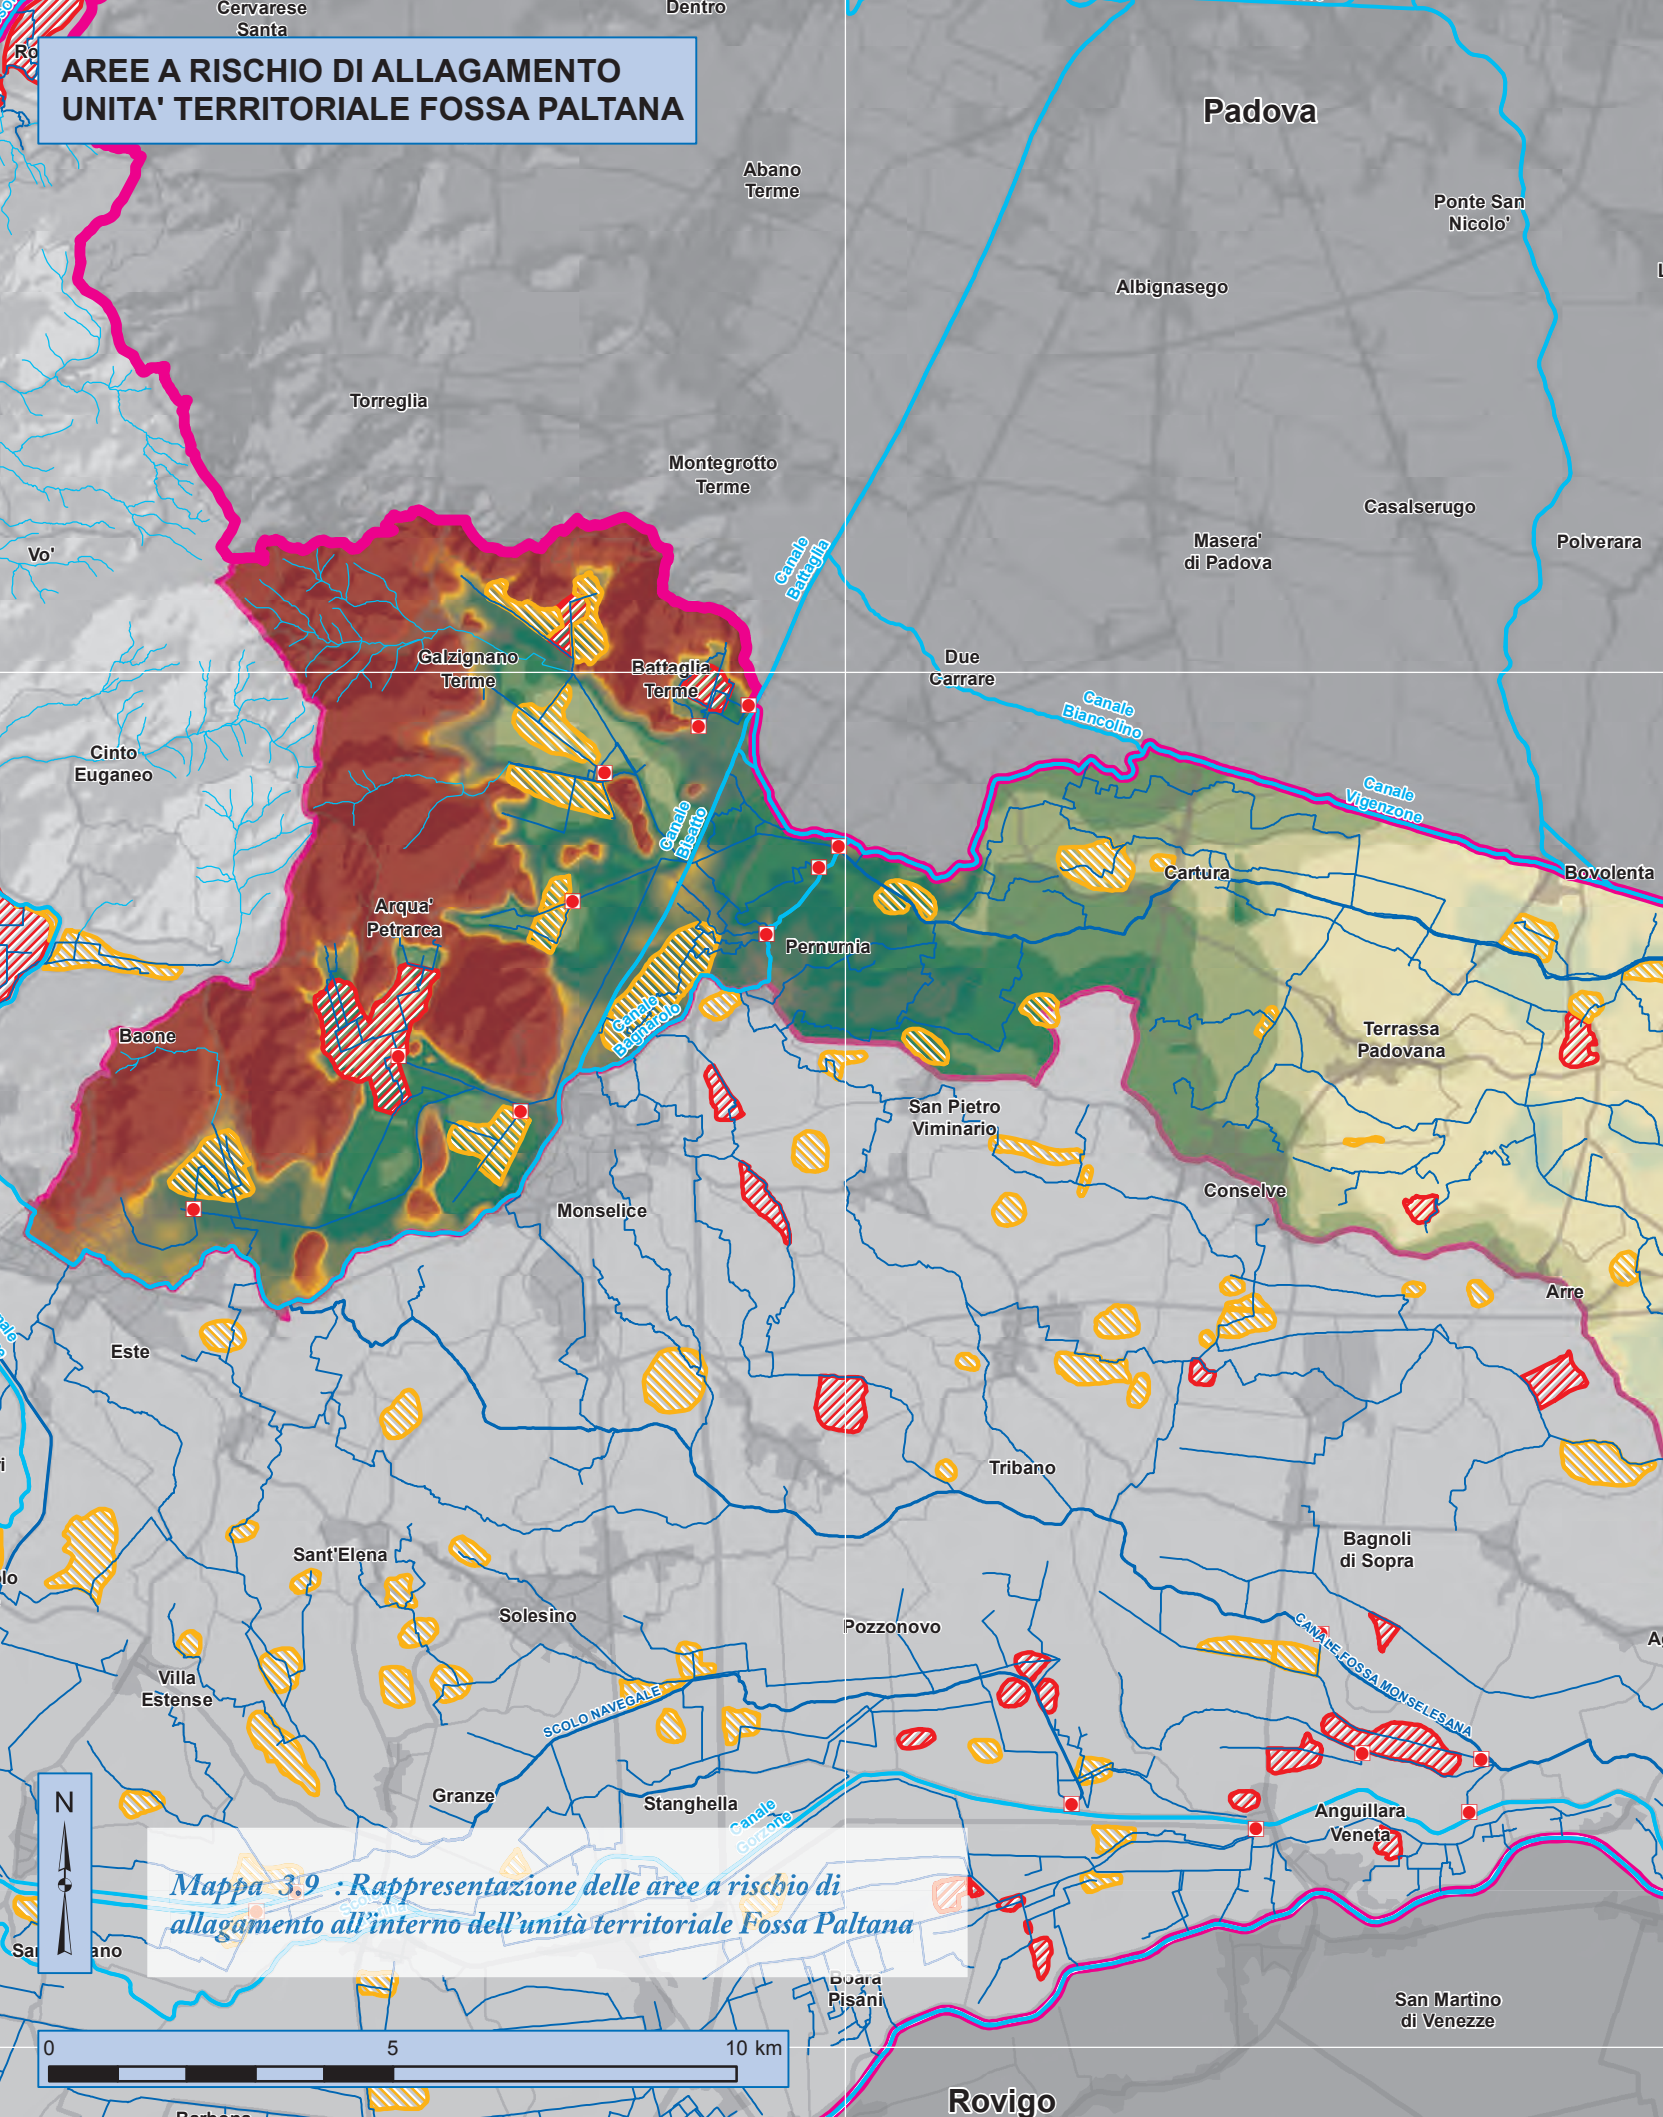 Cervarese
Santa
Dentro
Ro
AREE A RISCHIO DI ALLAGAMENTO
UNITA' TERRITORIALE FOSSA PALTANA
Padova
Abano
Terme
Ponte San
Nicolo'
Albignasego
Torreglia
Montegrotto
Terme
Casalserugo
Vo'
Canale
Battaglia
Masera'
di Padova
Polverara
Galzignano
Terme
Battaglia
Terme
Due
Carrare
Canale
Biancolino
Cinto
Euganeo
Canale
Bisatto
Canale
Vigenzone
Cartura
Bovolenta
Arqua'
Petrarca
Pernumia
Canale
Bagnarolo
Baone
Terrassa
Padovana
San Pietro
Viminario
Conselve
Monselice
Arre
Este
Tribano
Bagnoli
di Sopra
Sant'Elena
Solesino
Pozzonovo
Villa
Estense
CANALE FOSSA MONSELESANA
SCOLO NAVEGALE
Granze
Stanghella
Canale
Gorzone
Anguillara
Veneta
N
Mappa 3.9 : Rappresentazione delle aree a rischio di
allagamento all'interno dell'unità territoriale Fossa Paltana
Boara
Pisani
San Martino
di Venezze
0 5 10 km
Rovigo